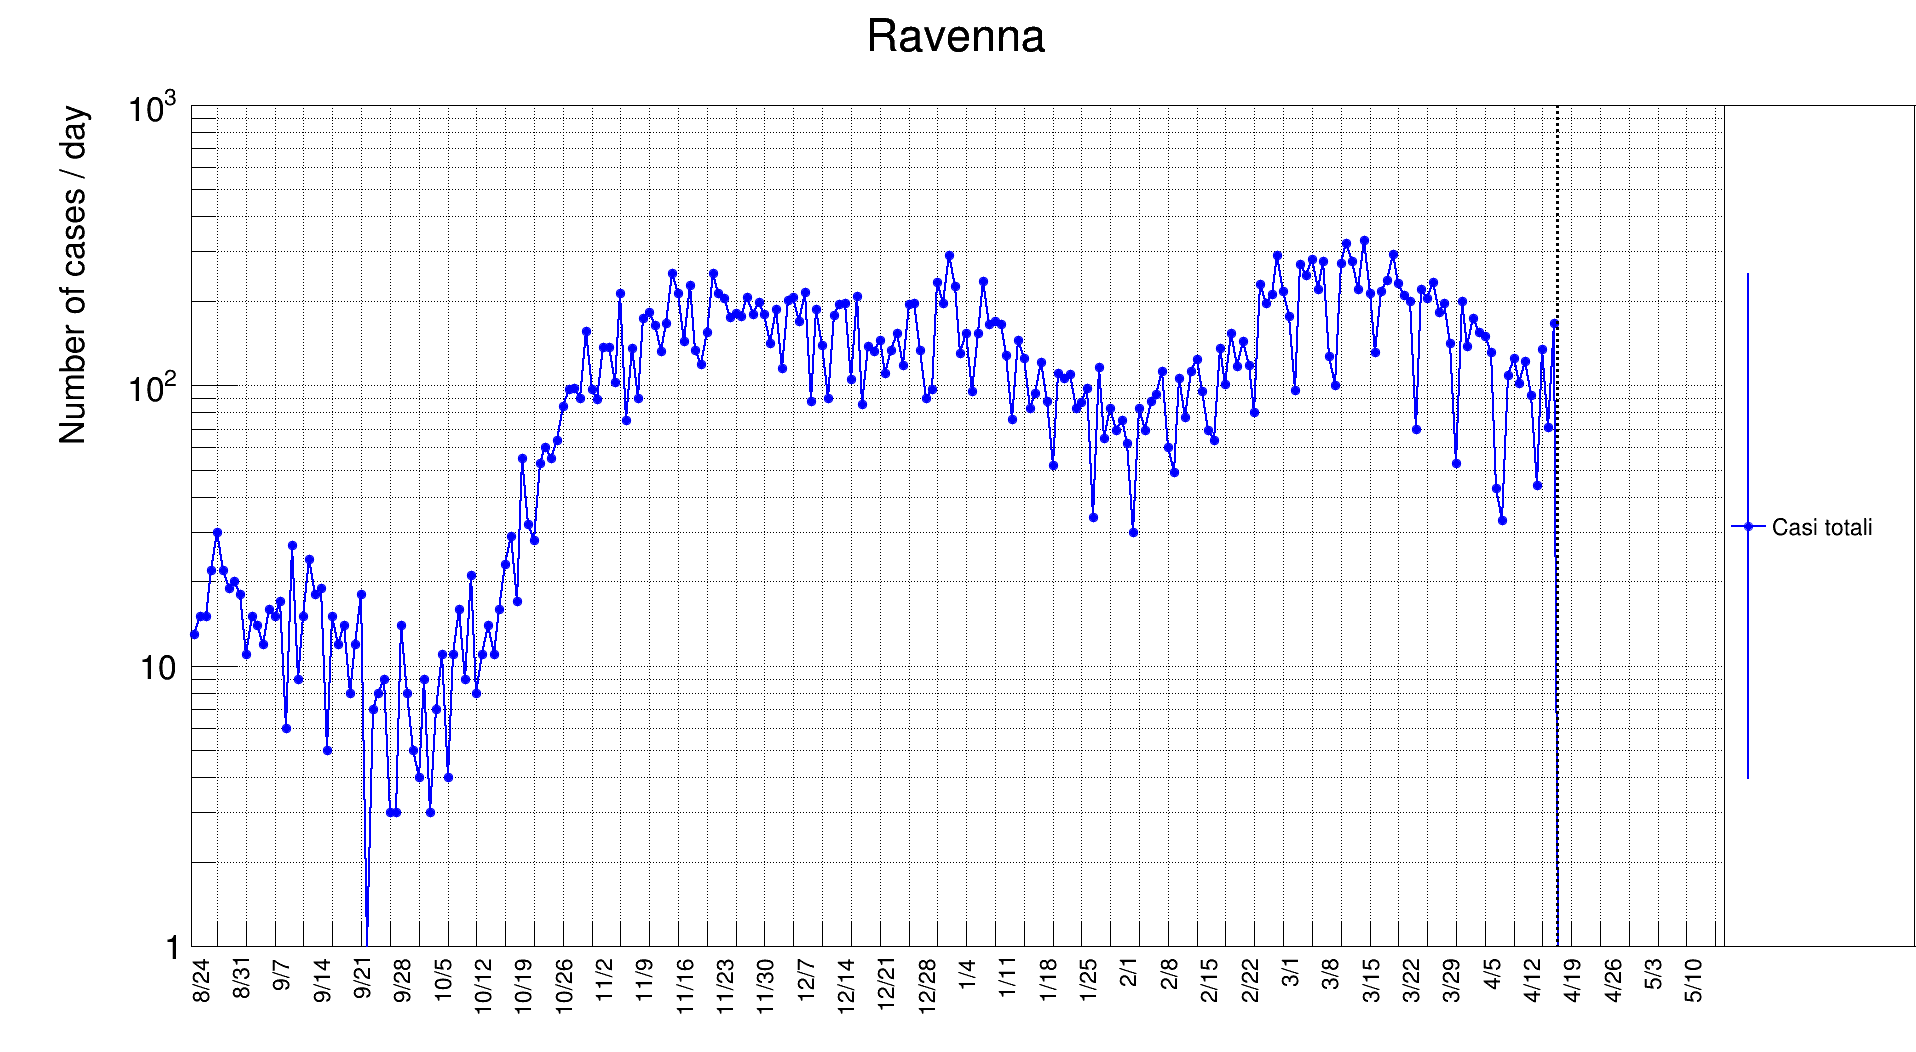 Ravenna
Number of cases / day
10³
10²
10
1
8/24 8/31 9/7 9/14 9/21 9/28 10/5 10/12 10/19 10/26 11/2 11/9 11/16 11/23 11/30 12/7 12/14 12/21 12/28 1/4 1/11 1/18 1/25 2/1 2/8 2/15 2/22 3/1 3/8 3/15 3/22 3/29 4/5 4/12 4/19 4/26 5/3 5/10
Casi totali